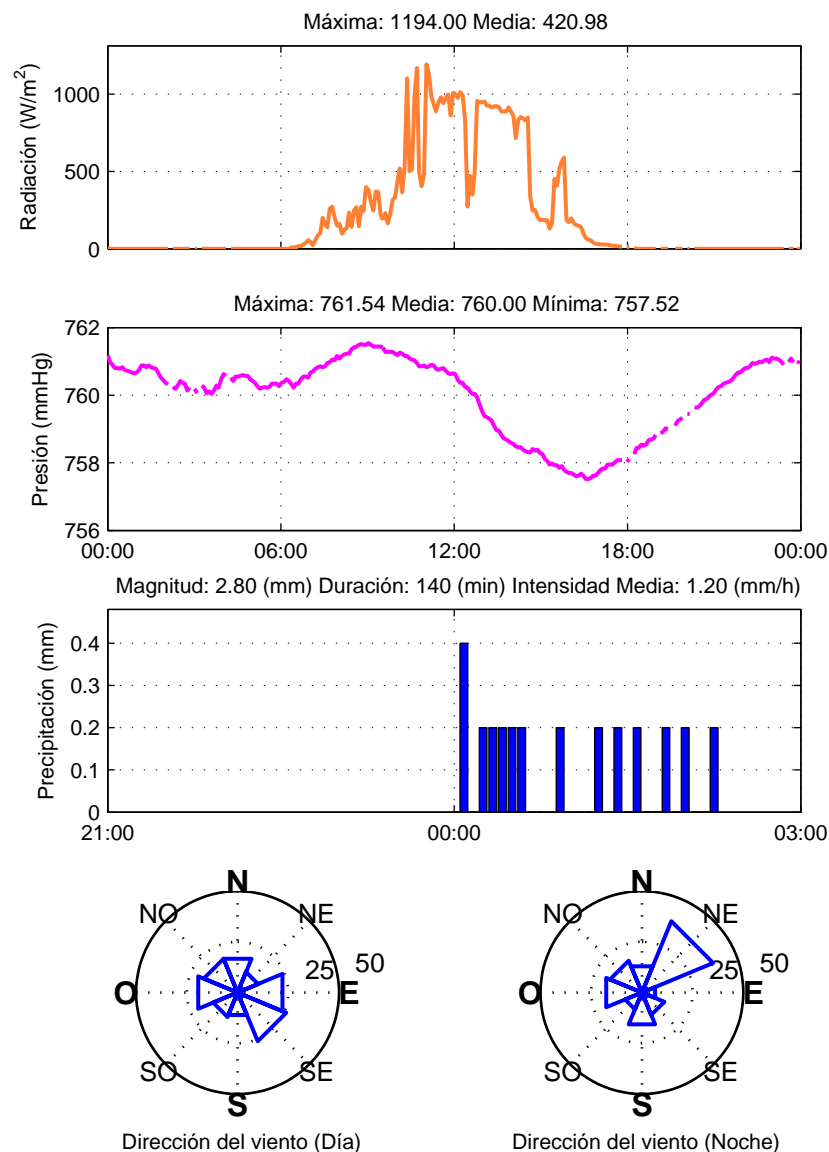 Máxima: 1194.00 Media: 420.98
Radiación (W/m²)
1000
500
0
Máxima: 761.54 Media: 760.00 Mínima: 757.52
Presión (mmHg)
762
760
758
756
00:00 06:00 12:00 18:00 00:00
Magnitud: 2.80 (mm) Duración: 140 (min) Intensidad Media: 1.20 (mm/h)
Precipitación (mm)
0.4
0.3
0.2
0.1
0
21:00 00:00 03:00
N
NO NE
25 50
O E
SO SE
S
Dirección del viento (Día)
N
NO NE
25 50
O E
SO SE
S
Dirección del viento (Noche)